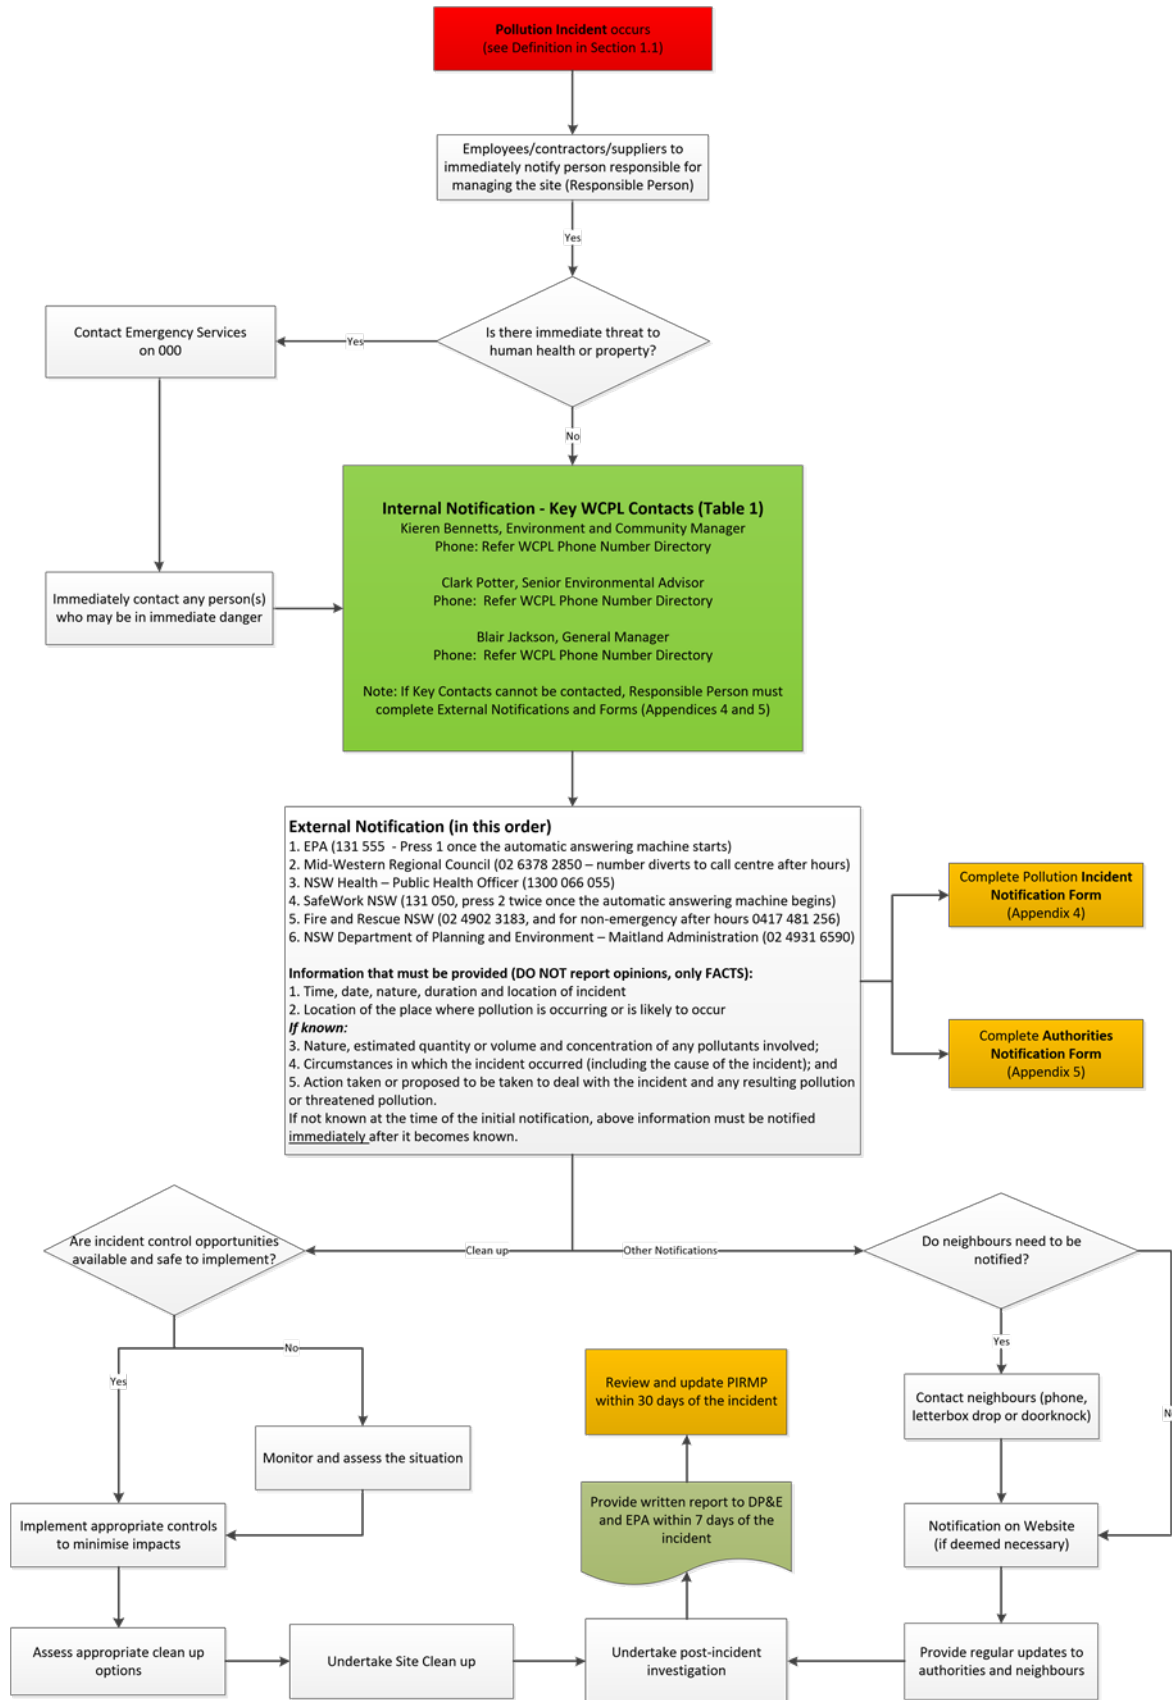 Pollution Incident occurs
(see Definition in Section 1.1)
Employees/contractors/suppliers to
immediately notify person responsible for
managing the site (Responsible Person)
Yes
Is there immediate threat to
human health or property?
Yes
Contact Emergency Services
on 000
No
Immediately contact any person(s)
who may be in immediate danger
Internal Notification - Key WCPL Contacts (Table 1)
Kieren Bennetts, Environment and Community Manager
Phone: Refer WCPL Phone Number Directory
Clark Potter, Senior Environmental Advisor
Phone: Refer WCPL Phone Number Directory
Blair Jackson, General Manager
Phone: Refer WCPL Phone Number Directory
Note: If Key Contacts cannot be contacted, Responsible Person must
complete External Notifications and Forms (Appendices 4 and 5)
External Notification (in this order)
1. EPA (131 555 - Press 1 once the automatic answering machine starts)
2. Mid-Western Regional Council (02 6378 2850 – number diverts to call centre after hours)
3. NSW Health – Public Health Officer (1300 066 055)
4. SafeWork NSW (131 050, press 2 twice once the automatic answering machine begins)
5. Fire and Rescue NSW (02 4902 3183, and for non-emergency after hours 0417 481 256)
6. NSW Department of Planning and Environment – Maitland Administration (02 4931 6590)
Information that must be provided (DO NOT report opinions, only FACTS):
1. Time, date, nature, duration and location of incident
2. Location of the place where pollution is occurring or is likely to occur
If known:
3. Nature, estimated quantity or volume and concentration of any pollutants involved;
4. Circumstances in which the incident occurred (including the cause of the incident); and
5. Action taken or proposed to be taken to deal with the incident and any resulting pollution
or threatened pollution.
If not known at the time of the initial notification, above information must be notified
immediately after it becomes known.
Complete Pollution Incident
Notification Form
(Appendix 4)
Complete Authorities
Notification Form
(Appendix 5)
Are incident control opportunities
available and safe to implement?
Clean up
Other Notifications
Do neighbours need to be
notified?
No
Yes
Yes
No
Monitor and assess the situation
Implement appropriate controls
to minimise impacts
Assess appropriate clean up
options
Undertake Site Clean up
Review and update PIRMP
within 30 days of the incident
Provide written report to DP&E
and EPA within 7 days of the
incident
Undertake post-incident
investigation
Contact neighbours (phone,
letterbox drop or doorknock)
Notification on Website
(if deemed necessary)
Provide regular updates to
authorities and neighbours